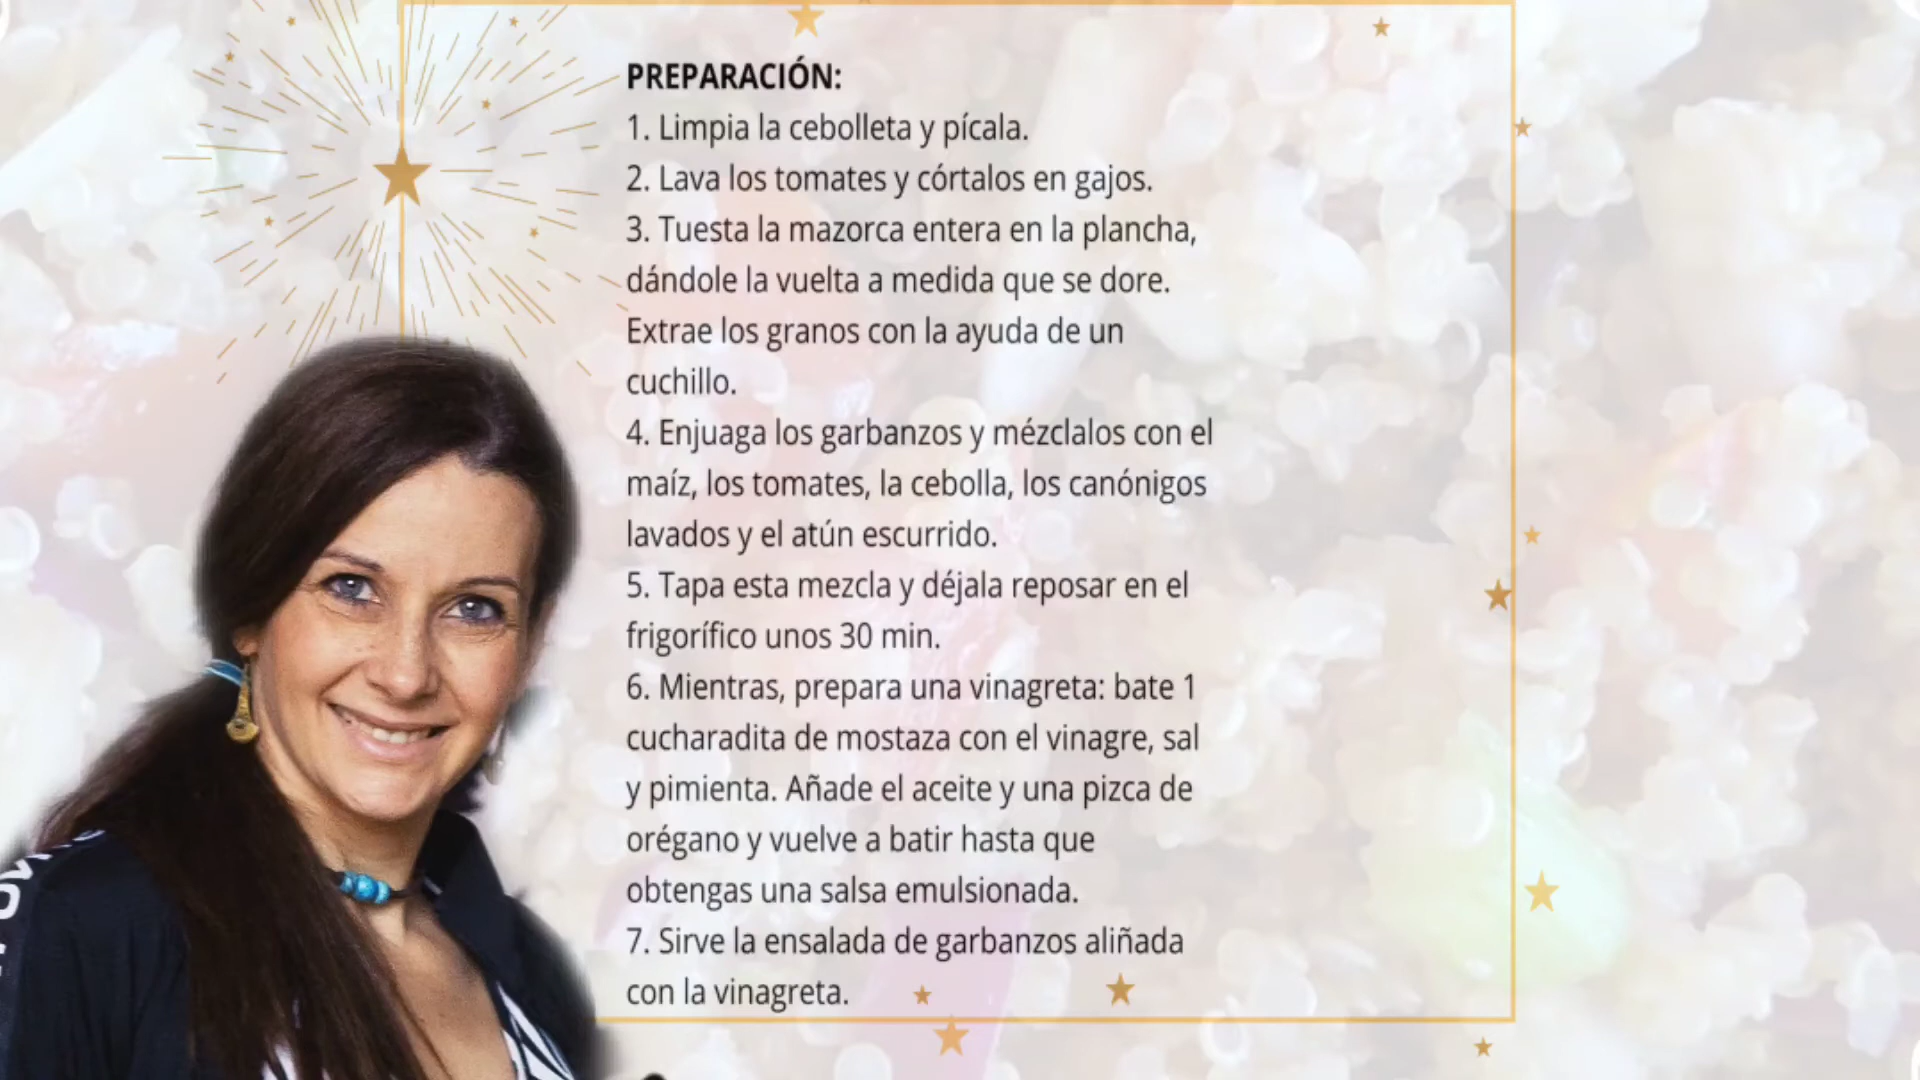 PREPARACIÓN:
1. Limpia la cebolleta y pícala.
2. Lava los tomates y córtalos en gajos.
3. Tuesta la mazorca entera en la plancha,
dándole la vuelta a medida que se dore.
Extrae los granos con la ayuda de un
cuchillo.
4. Enjuaga los garbanzos y mézclalos con el
maíz, los tomates, la cebolla, los canónigos
lavados y el atún escurrido.
5. Tapa esta mezcla y déjala reposar en el
frigorífico unos 30 min.
6. Mientras, prepara una vinagreta: bate 1
cucharadita de mostaza con el vinagre, sal
y pimienta. Añade el aceite y una pizca de
orégano y vuelve a batir hasta que
obtengas una salsa emulsionada.
7. Sirve la ensalada de garbanzos aliñada
con la vinagreta.